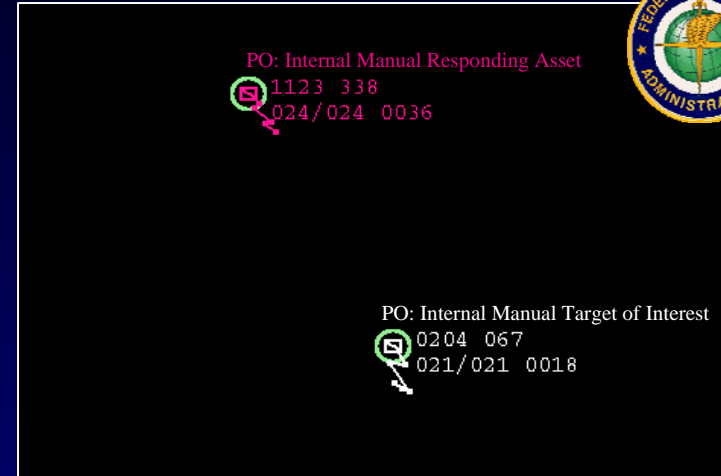 PO: Internal Manual Responding Asset
1123 338
024/024 0036
PO: Internal Manual Target of Interest
0204 067
021/021 0018